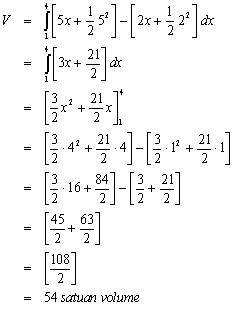 V = ∫₁⁴ [5x + 1/2 5²] − [2x + 1/2 2²] dx
= ∫₁⁴ [3x + 21/2] dx
= [3/2 x² + 21/2 x]₁⁴
= [3/2 · 4² + 21/2 · 4] − [3/2 · 1² + 21/2 · 1]
= [3/2 · 16 + 84/2] − [3/2 + 21/2]
= [45/2 + 63/2]
= [108/2]
= 54 satuan volume